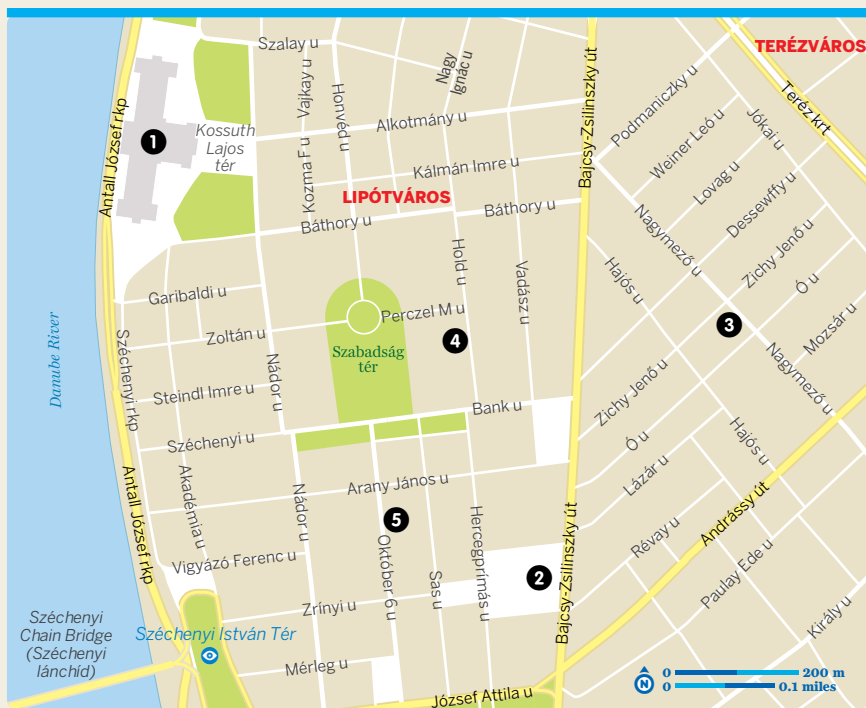 Szalay u
TERÉZVÁROS
Nagy
Ignác u
Vajkay u
Honvéd u
Podmaniczky u
Teréz krt
Antall József rkp
1
Kossuth
Lajos
tér
Alkotmány u
Bajcsy-Zsilinszky út
Jókai u
Weiner Leó u
Kozma F u
Kálmán Imre u
Lovag u
LIPÓTVÁROS
Dessewffy u
Báthory u
Báthory u
Nagymező u
Hold u
Vadász u
Hajós u
Zichy Jenő u
Garibaldi u
Ó u
Zoltán u
Perczel M u
3
Mozsár u
Danube River
Széchenyi rkp
Szabadság
tér
4
Nádor u
Steindl Imre u
Zichy Jenő u
Nagymező u
Bank u
Széchenyi u
Ó u
Hajós u
Akadémia u
Antall József rkp
Nádor u
Arany János u
Lázár u
Andrássy út
5
Hercegprímás u
Révay u
Vigyázó Ferenc u
Október 6 u
Sas u
2
Bajcsy-Zsilinszky út
Paulay Ede u
Zrínyi u
Király u
Széchenyi
Chain Bridge
(Széchenyi
lánchíd)
Széchenyi István Tér
Mérleg u
József Attila u
N
0 200 m
0 0.1 miles